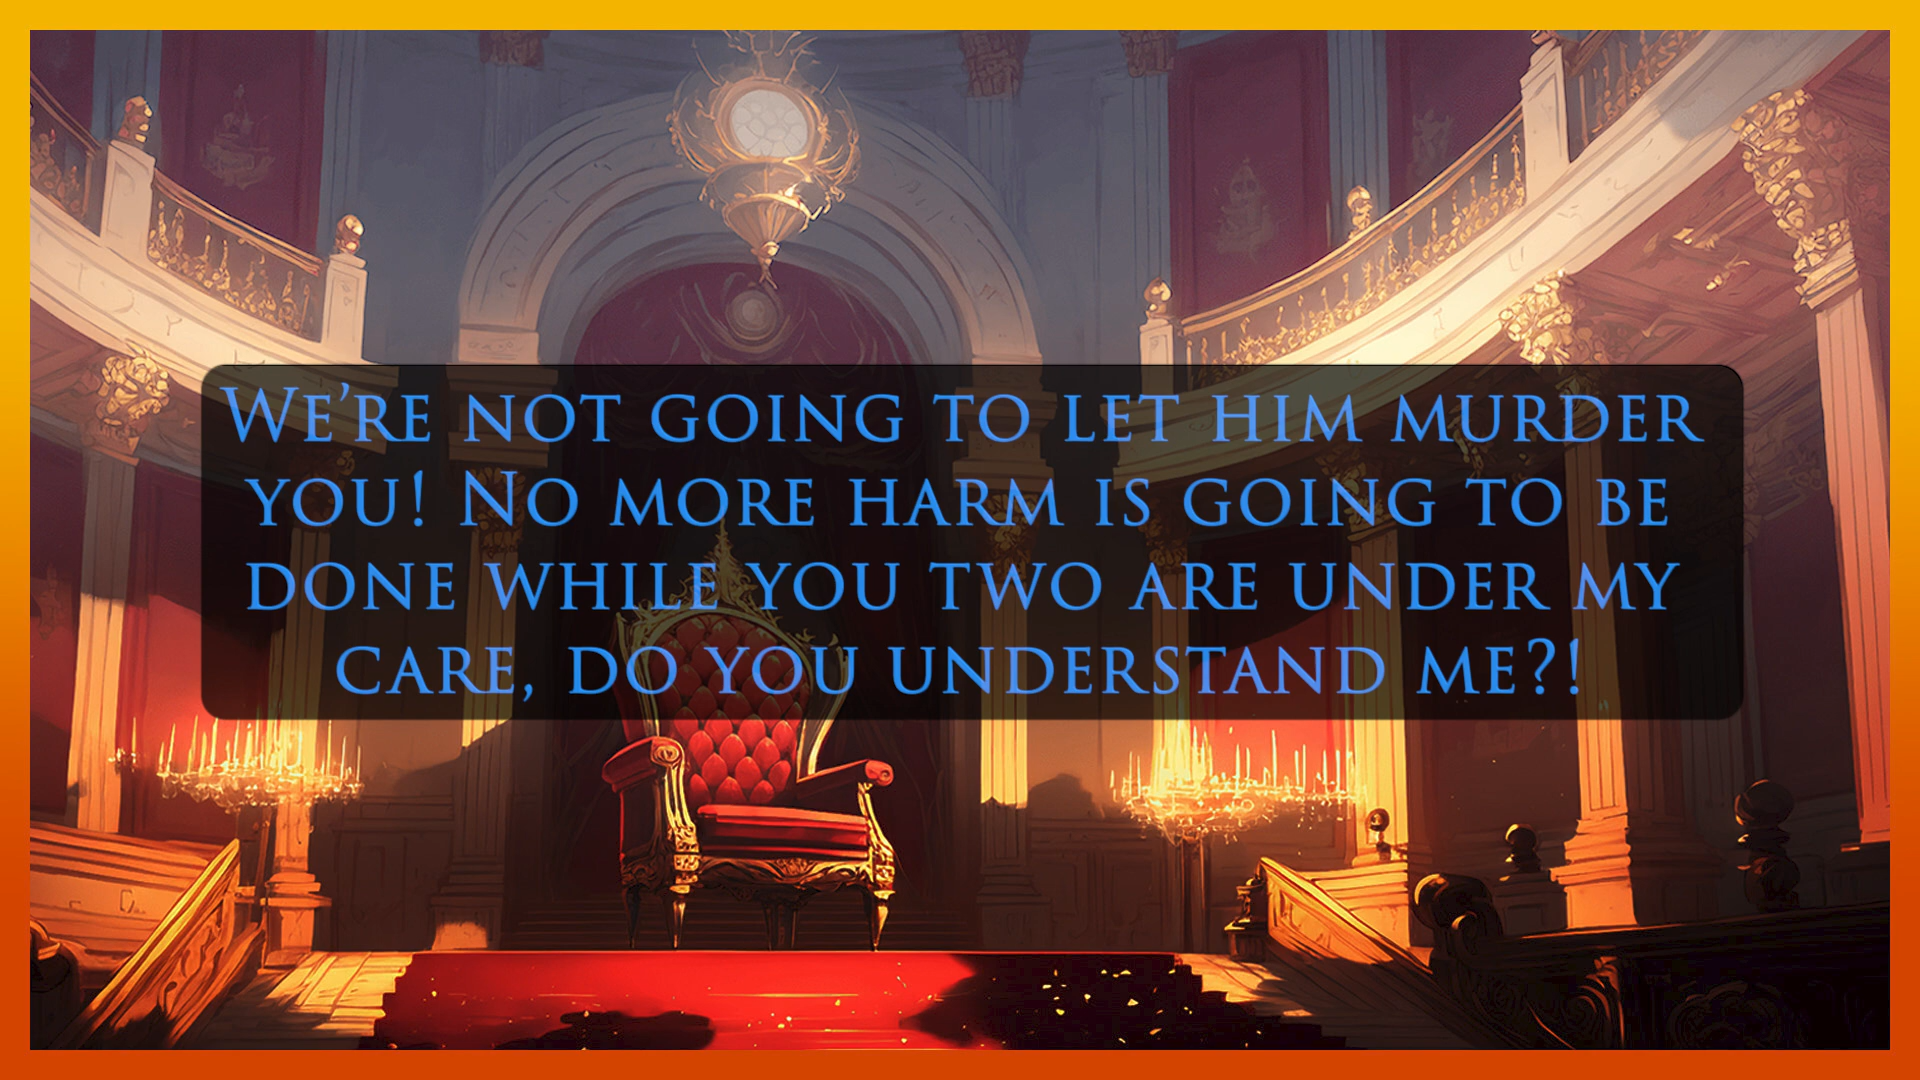 We’re not going to let him murder
you! No more harm is going to be
done while you two are under my
care, do you understand me?!